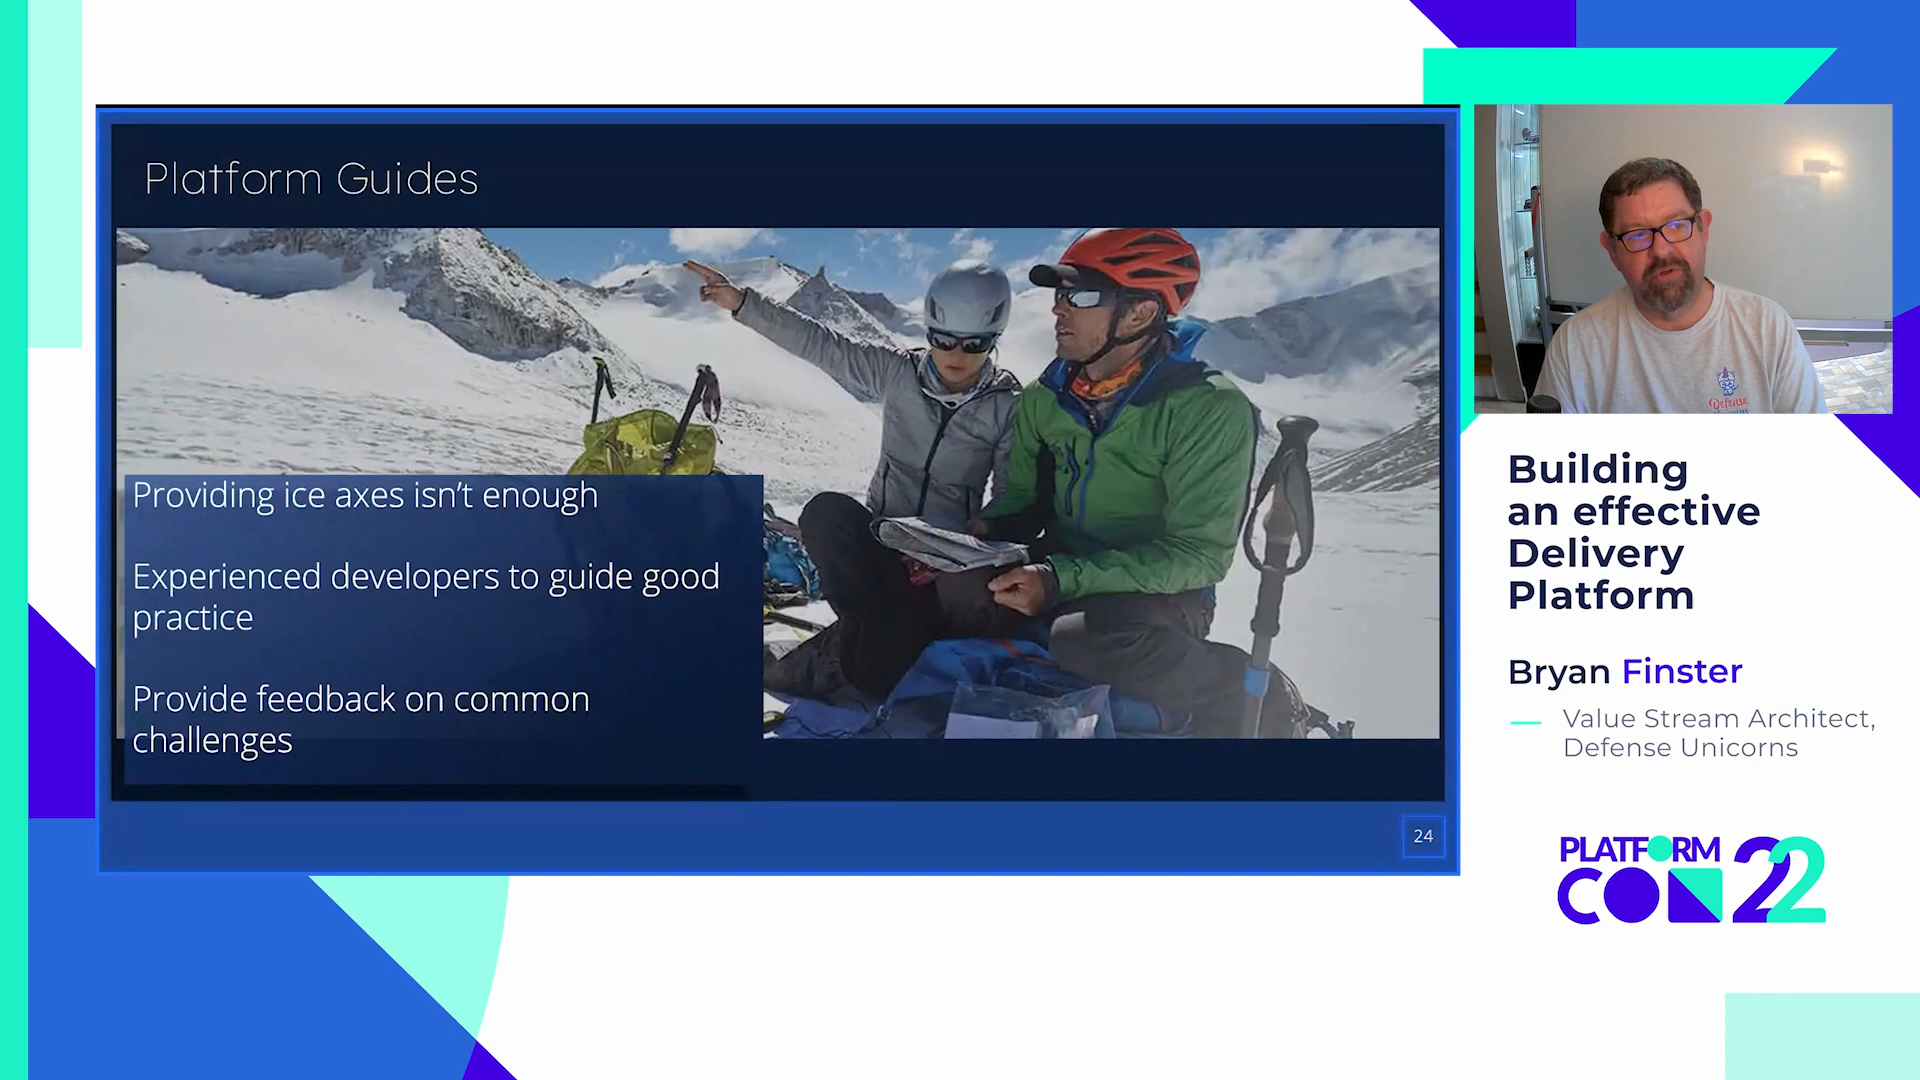 Platform Guides
Providing ice axes isn't enough
Experienced developers to guide good
practice
Provide feedback on common
challenges
24
Defense
Building
an effective
Delivery
Platform
Bryan Finster
Value Stream Architect,
Defense Unicorns
PLATFORM
CON 22